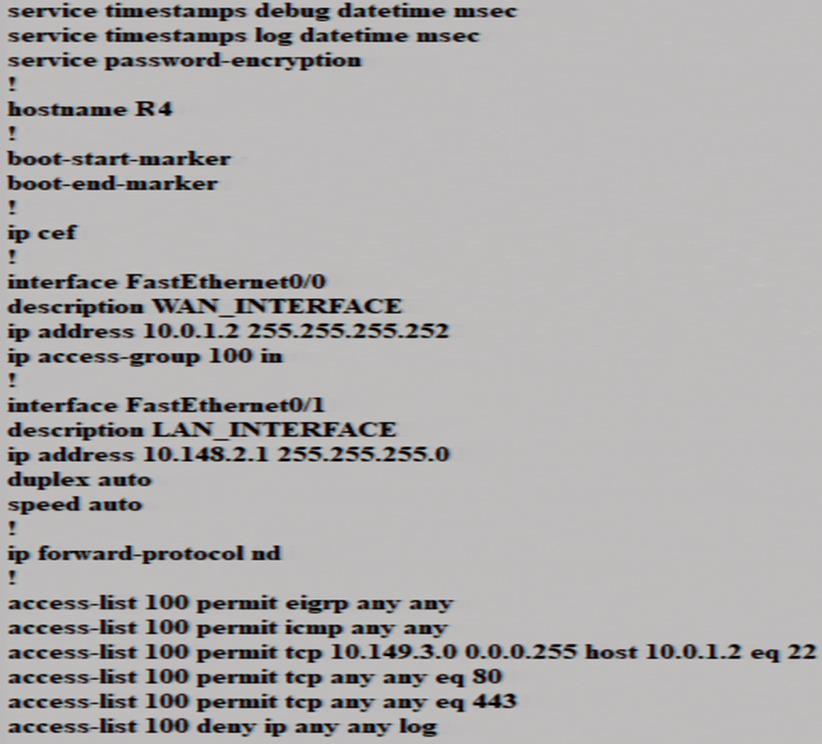 service timestamps debug datetime msec
service timestamps log datetime msec
service password-encryption
!
hostname R4
!
boot-start-marker
boot-end-marker
!
ip cef
!
interface FastEthernet0/0
description WAN_INTERFACE
ip address 10.0.1.2 255.255.255.252
ip access-group 100 in
!
interface FastEthernet0/1
description LAN_INTERFACE
ip address 10.148.2.1 255.255.255.0
duplex auto
speed auto
!
ip forward-protocol nd
!
access-list 100 permit eigrp any any
access-list 100 permit icmp any any
access-list 100 permit tcp 10.149.3.0 0.0.0.255 host 10.0.1.2 eq 22
access-list 100 permit tcp any any eq 80
access-list 100 permit tcp any any eq 443
access-list 100 deny ip any any log